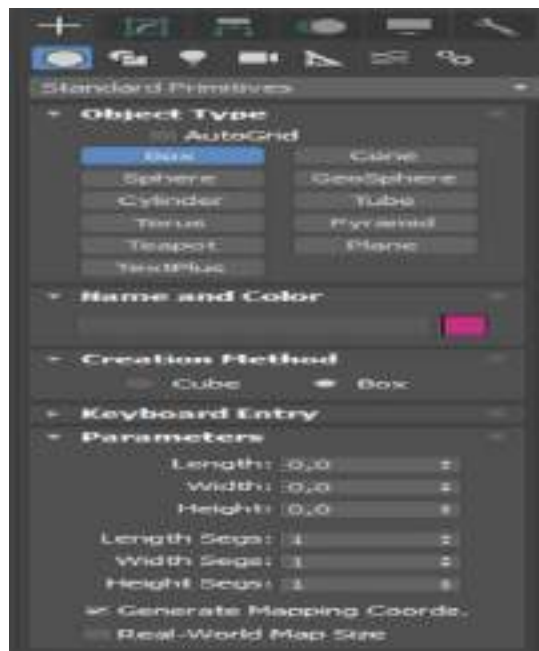 Standard Primitives
Object Type
AutoGrid
Box Cone
Sphere GeoSphere
Cylinder Tube
Torus Pyramid
Teapot Plane
TextPlus
Name and Color
Creation Method
Cube Box
Keyboard Entry
Parameters
Length: 0,0
Width: 0,0
Height: 0,0
Length Segs: 1
Width Segs: 1
Height Segs: 1
Generate Mapping Coords.
Real-World Map Size